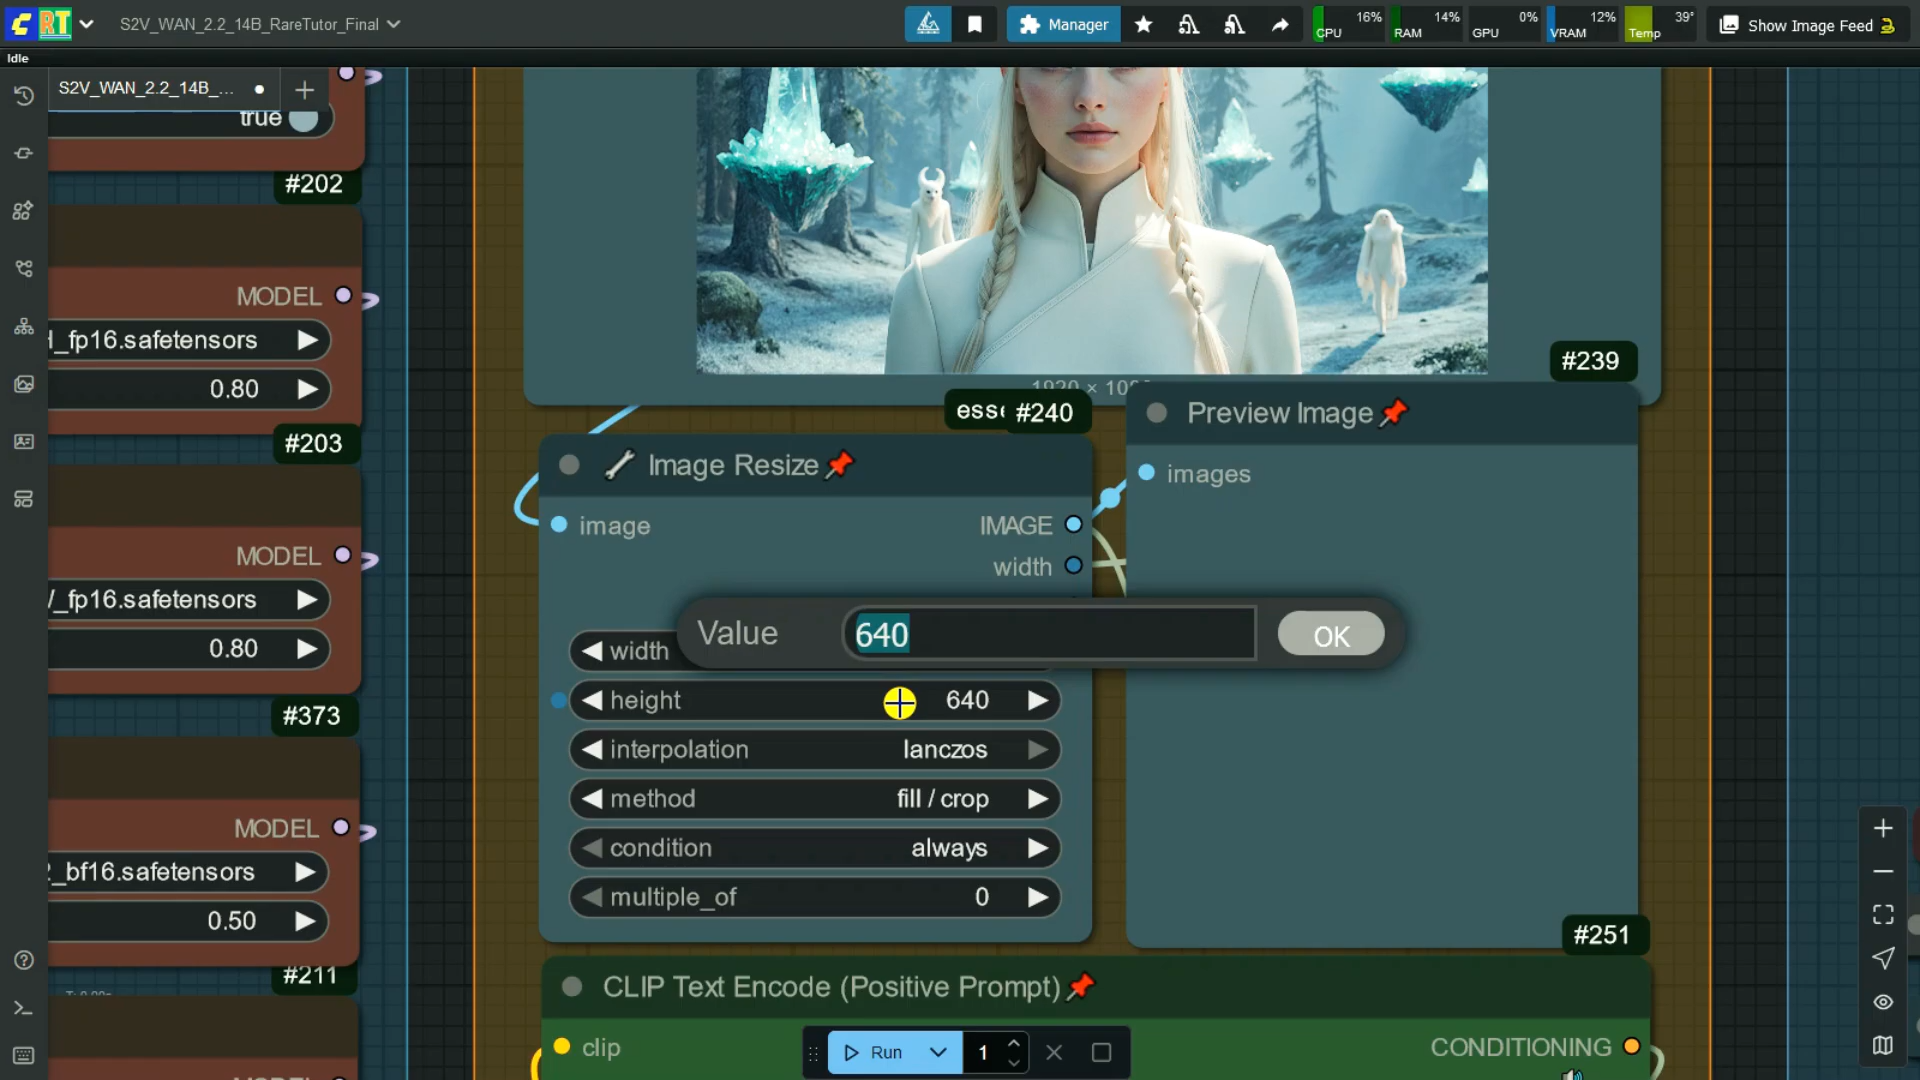 C RT
S2V_WAN_2.2_14B_RareTutor_Final
Manager
16%
CPU
14%
RAM
0%
GPU
12%
VRAM
39°
Temp
Show Image Feed
Idle
S2V_WAN_2.2_14B_...
true
#202
MODEL
_fp16.safetensors
0.80
#203
MODEL
_fp16.safetensors
0.80
#373
MODEL
_bf16.safetensors
0.50
#211
1920 ×
#239
#240
Image Resize
image
IMAGE
width
Value
640
OK
width
height
640
interpolation
lanczos
method
fill / crop
condition
always
multiple_of
0
Preview Image
images
#251
CLIP Text Encode (Positive Prompt)
clip
CONDITIONING
Run
1